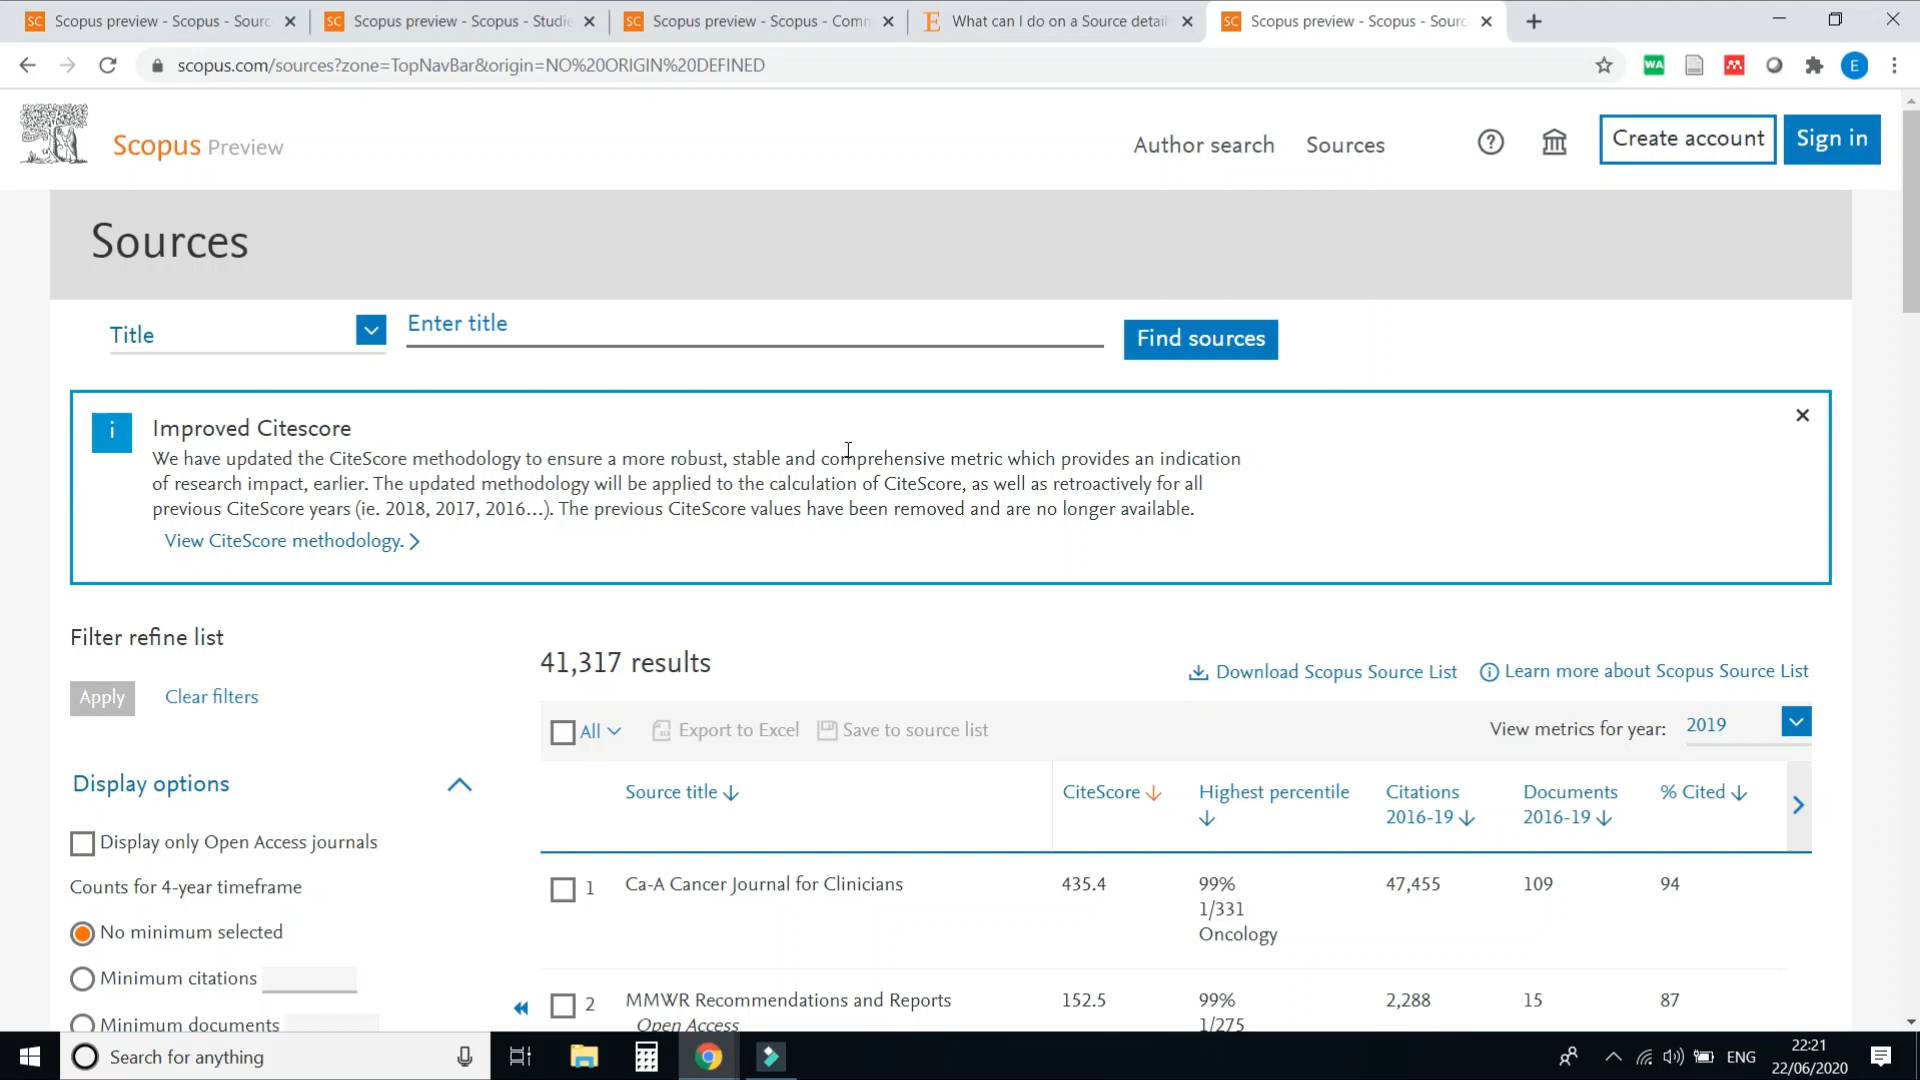 Scopus preview - Scopus - Sourc
Scopus preview - Scopus - Studie
Scopus preview - Scopus - Comm
What can I do on a Source detail
Scopus preview - Scopus - Sourc
scopus.com/sources?zone=TopNavBar&origin=NO%20ORIGIN%20DEFINED
Scopus Preview
Author search
Sources
Create account
Sign in
Sources
Title
Enter title
Find sources
Improved Citescore
We have updated the CiteScore methodology to ensure a more robust, stable and comprehensive metric which provides an indication
of research impact, earlier. The updated methodology will be applied to the calculation of CiteScore, as well as retroactively for all
previous CiteScore years (ie. 2018, 2017, 2016...). The previous CiteScore values have been removed and are no longer available.
View CiteScore methodology. >
Filter refine list
Apply
Clear filters
Display options
Display only Open Access journals
Counts for 4-year timeframe
No minimum selected
Minimum citations
Minimum documents
41,317 results
Download Scopus Source List
Learn more about Scopus Source List
All
Export to Excel
Save to source list
View metrics for year:
2019
Source title ↓
CiteScore ↓
Highest percentile
↓
Citations
2016-19 ↓
Documents
2016-19 ↓
% Cited ↓
1
Ca-A Cancer Journal for Clinicians
435.4
99%
1/331
Oncology
47,455
109
94
2
MMWR Recommendations and Reports
Open Access
152.5
99%
1/275
2,288
15
87
Search for anything
ENG
22:21
22/06/2020